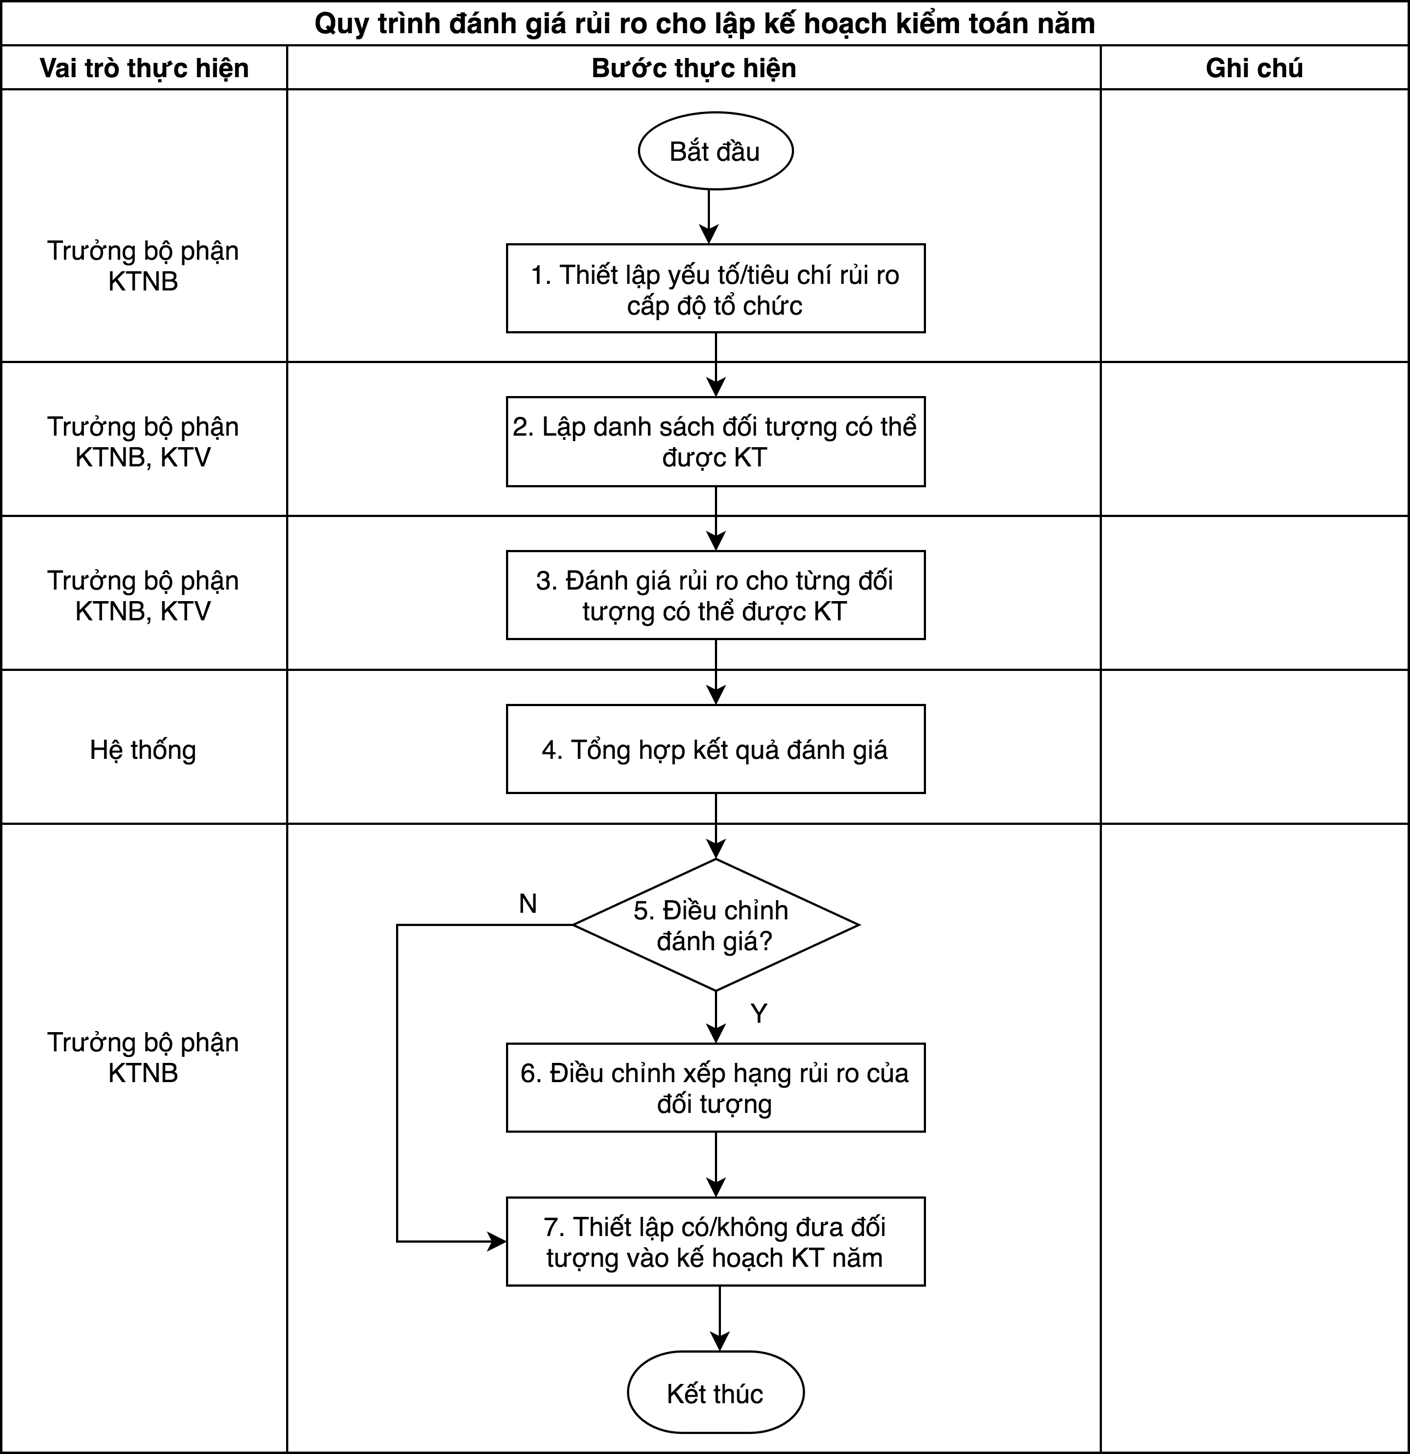 Quy trình đánh giá rủi ro cho lập kế hoạch kiểm toán năm
Vai trò thực hiện
Bước thực hiện
Ghi chú
Bắt đầu
Trưởng bộ phận
KTNB
1. Thiết lập yếu tố/tiêu chí rủi ro
cấp độ tổ chức
Trưởng bộ phận
KTNB, KTV
2. Lập danh sách đối tượng có thể
được KT
Trưởng bộ phận
KTNB, KTV
3. Đánh giá rủi ro cho từng đối
tượng có thể được KT
Hệ thống
4. Tổng hợp kết quả đánh giá
N
5. Điều chỉnh
đánh giá?
Y
Trưởng bộ phận
KTNB
6. Điều chỉnh xếp hạng rủi ro của
đối tượng
7. Thiết lập có/không đưa đối
tượng vào kế hoạch KT năm
Kết thúc